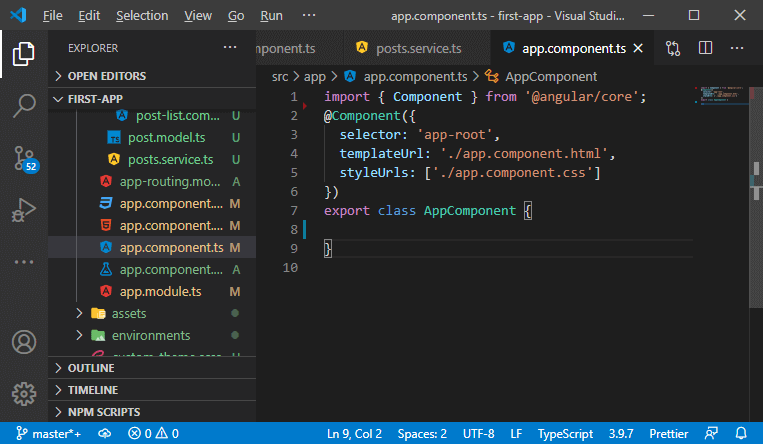 File Edit Selection View Go Run ··· app.component.ts - first-app - Visual Studi...
EXPLORER ···
OPEN EDITORS
FIRST-APP
post-list.com... U
TS post.model.ts U
posts.service.ts U
app-routing.mo... A
app.component.... M
app.component.... M
app.component.ts M
app.component.... A
app.module.ts M
assets
environments
OUTLINE
TIMELINE
NPM SCRIPTS
52
mponent.ts posts.service.ts app.component.ts
src > app > app.component.ts > AppComponent
1 import { Component } from '@angular/core';
2 @Component({
3 selector: 'app-root',
4 templateUrl: './app.component.html',
5 styleUrls: ['./app.component.css']
6 })
7 export class AppComponent {
8
9 }
10
master*+ 0 0 Ln 9, Col 2 Spaces: 2 UTF-8 LF TypeScript 3.9.7 Prettier